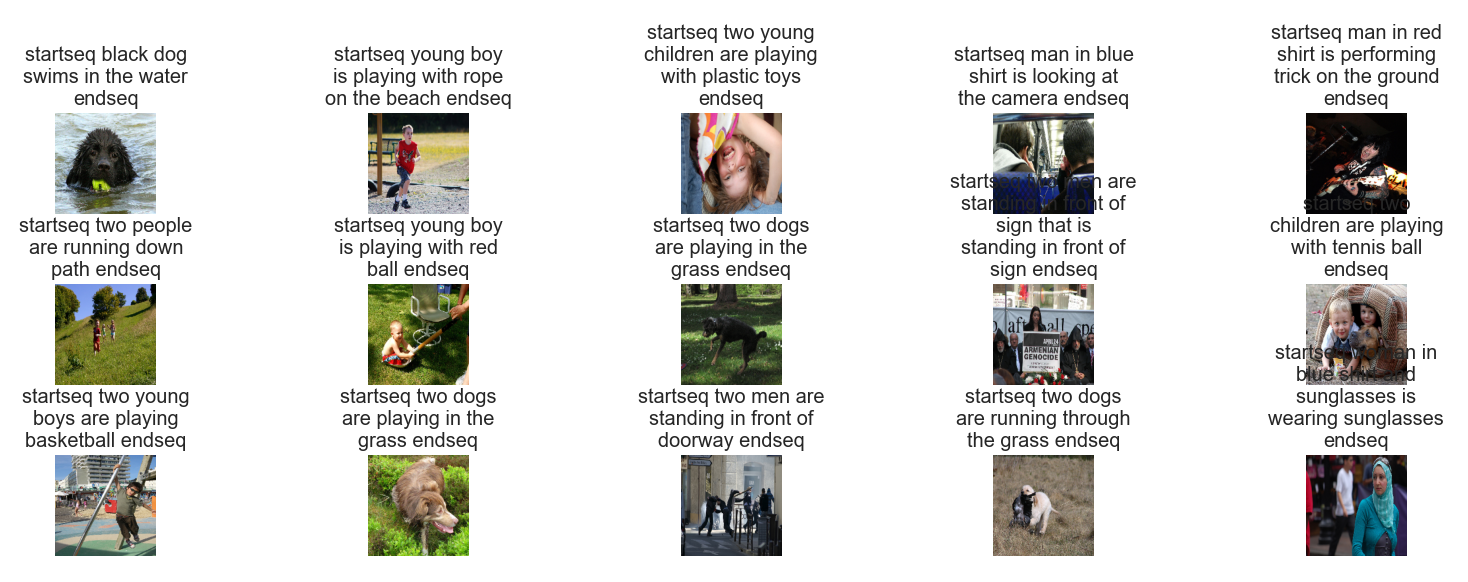 startseq black dog
swims in the water
endseq
startseq young boy
is playing with rope
on the beach endseq
startseq two young
children are playing
with plastic toys
endseq
startseq man in blue
shirt is looking at
the camera endseq
startseq man in red
shirt is performing
trick on the ground
endseq
startseq two people
are running down
path endseq
startseq young boy
is playing with red
ball endseq
startseq two dogs
are playing in the
grass endseq
startseq two men are
standing in front of
sign that is
standing in front of
sign endseq
startseq two
children are playing
with tennis ball
endseq
ARMENIAN
GENOCIDE
startseq two young
boys are playing
basketball endseq
startseq two dogs
are playing in the
grass endseq
startseq two men are
standing in front of
doorway endseq
startseq two dogs
are running through
the grass endseq
startseq woman in
blue shirt and
sunglasses is
wearing sunglasses
endseq